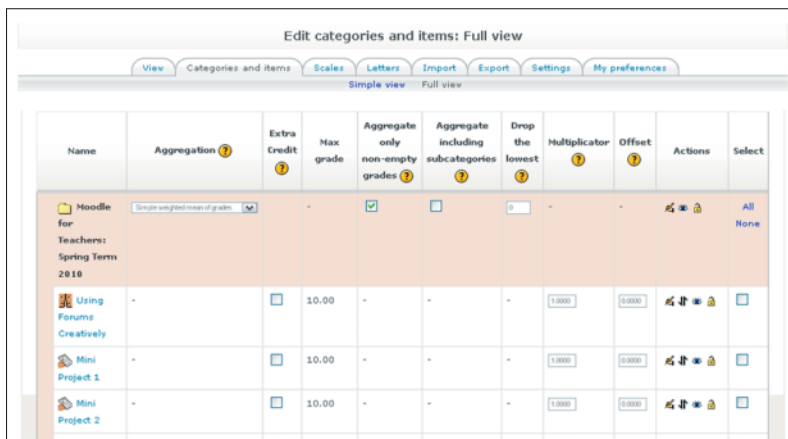 Edit categories and items: Full view
View Categories and items Scales Letters Import Export Settings My preferences
Simple view Full view
Name Aggregation ? Extra Credit ? Max grade Aggregate only non-empty grades ? Aggregate including subcategories ? Drop the lowest ? Multiplicator ? Offset ? Actions Select
Moodle for Teachers: Spring Term 2010 Simple weighted mean of grades - 0 - - All None
Using Forums Creatively - 10.00 - - - 1.0000 0.0000
Mini Project 1 - 10.00 - - - 1.0000 0.0000
Mini Project 2 - 10.00 - - - 1.0000 0.0000